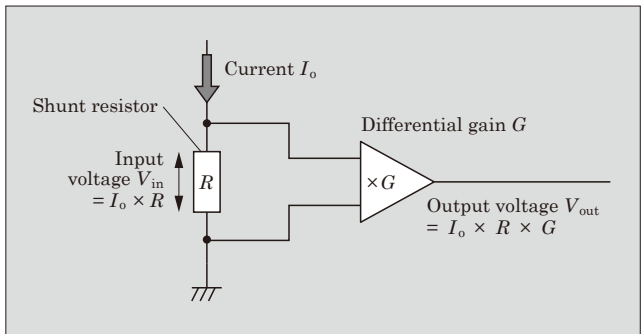 Current Io
Shunt resistor
Differential gain G
Input
voltage Vin
= Io × R
R
× G
Output voltage Vout
= Io × R × G